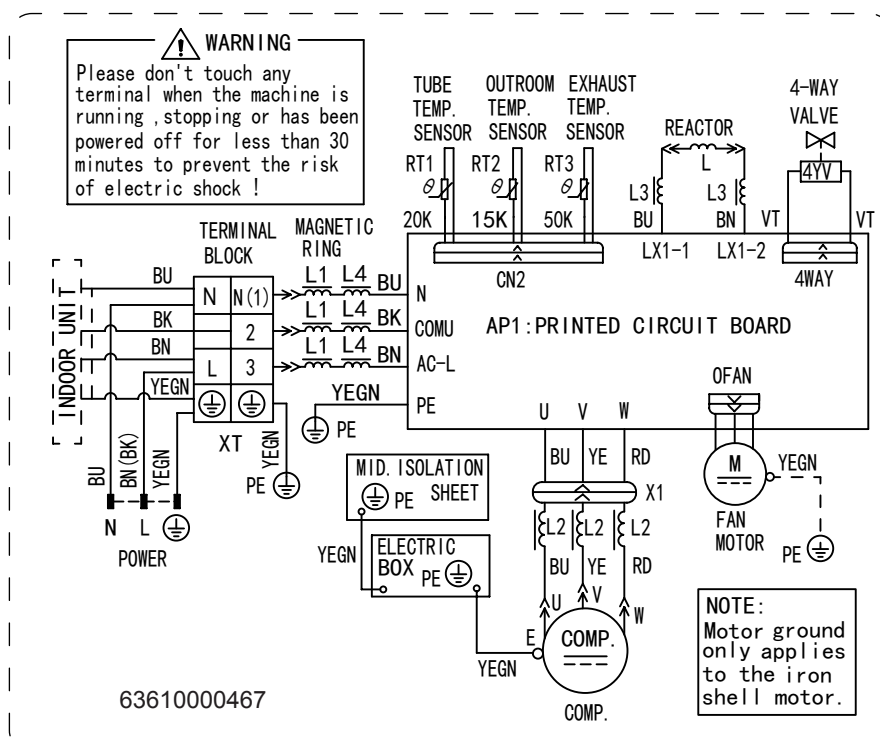 WARNING
Please don't touch any
terminal when the machine is
running ,stopping or has been
powered off for less than 30
minutes to prevent the risk
of electric shock !
TUBE TEMP. SENSOR
OUTROOM TEMP. SENSOR
EXHAUST TEMP. SENSOR
RT1 RT2 RT3
θ θ θ
20K 15K 50K
CN2
REACTOR
L
L3 L3
BU BN
LX1-1 LX1-2
4-WAY
VALVE
4YV
VT VT
4WAY
TERMINAL
BLOCK
MAGNETIC
RING
INDOOR UNIT
BU
N N(1)
L1 L4 BU
N
BK
2
L1 L4 BK
COMU
BN
L 3
L1 L4 BN
AC-L
YEGN
YEGN
PE
PE
XT
YEGN
PE
AP1:PRINTED CIRCUIT BOARD
BU
BN(BK)
YEGN
N L
POWER
U V W
BU YE RD
X1
L2 L2 L2
BU YE RD
U V W
E
COMP.
COMP.
YEGN
MID. ISOLATION
SHEET
PE
YEGN
ELECTRIC
BOX PE
OFAN
M
YEGN
FAN
MOTOR
PE
NOTE:
Motor ground
only applies
to the iron
shell motor.
63610000467